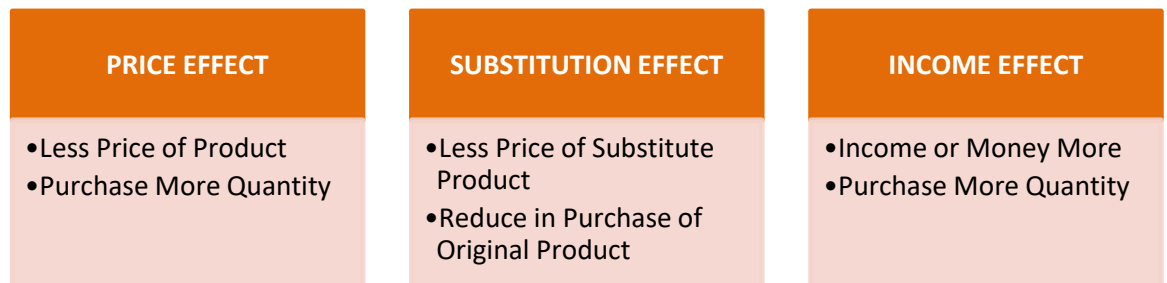 PRICE EFFECT
•Less Price of Product
•Purchase More Quantity
SUBSTITUTION EFFECT
•Less Price of Substitute
Product
•Reduce in Purchase of
Original Product
INCOME EFFECT
•Income or Money More
•Purchase More Quantity